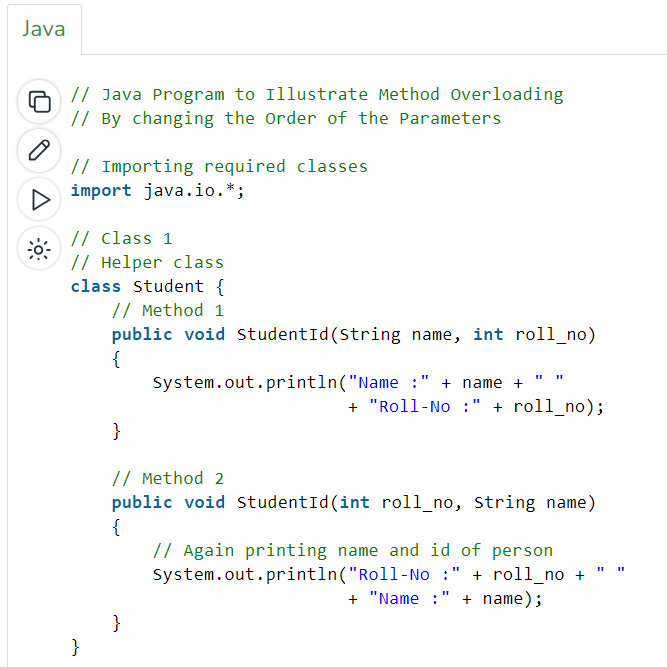 Java
// Java Program to Illustrate Method Overloading
// By changing the Order of the Parameters
// Importing required classes
import java.io.*;
// Class 1
// Helper class
class Student {
    // Method 1
    public void StudentId(String name, int roll_no)
    {
        System.out.println("Name :" + name + " "
                           + "Roll-No :" + roll_no);
    }
    // Method 2
    public void StudentId(int roll_no, String name)
    {
        // Again printing name and id of person
        System.out.println("Roll-No :" + roll_no + " "
                           + "Name :" + name);
    }
}